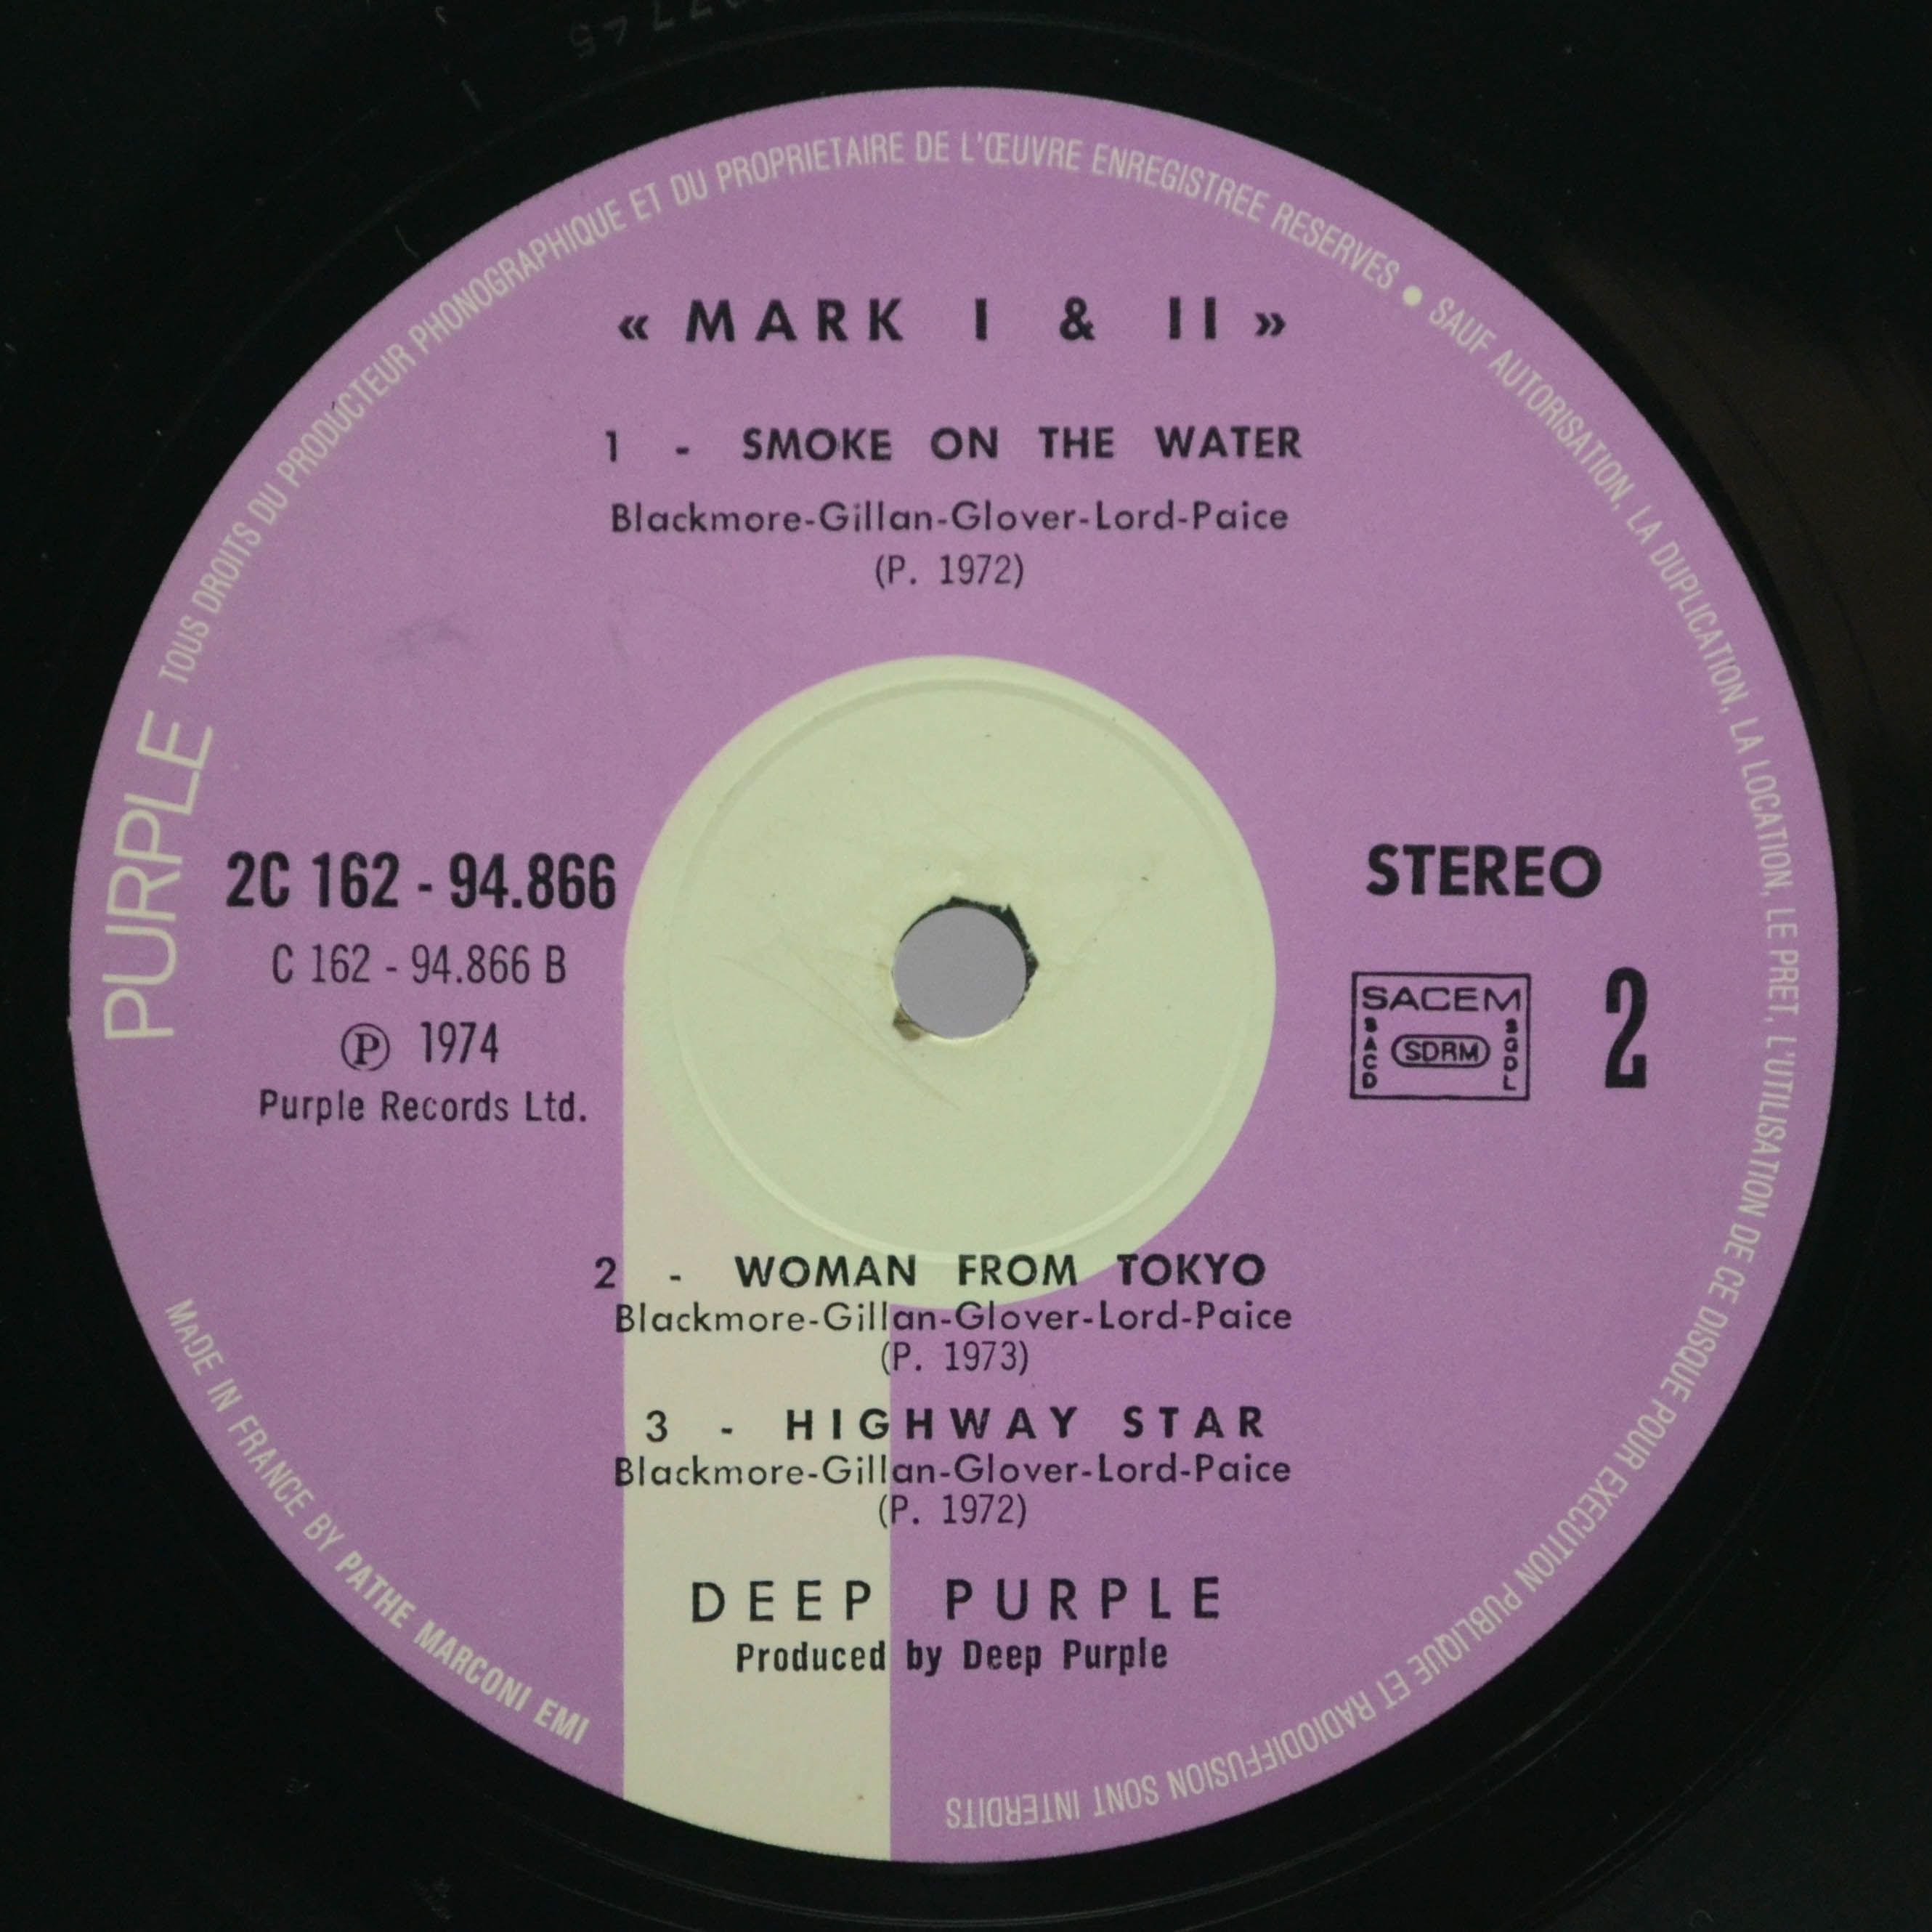 TOUS DROITS DU PRODUCTEUR PHONOGRAPHIQUE ET DU PROPRIETAIRE DE L'ŒUVRE ENREGISTREE RESERVES • SAUF AUTORISATION, LA DUPLICATION, LA LOCATION, LE PRET, L'UTILISATION DE CE DISQUE POUR EXECUTION PUBLIQUE ET RADIODIFFUSION SONT INTERDITS
« MARK I & II »
1 - SMOKE ON THE WATER
Blackmore-Gillan-Glover-Lord-Paice
(P. 1972)
PURPLE
2C 162 - 94.866
C 162 - 94.866 B
Ⓟ 1974
Purple Records Ltd.
STEREO
SACEM
SACD
SDRM
SGDL
2
2 - WOMAN FROM TOKYO
Blackmore-Gillan-Glover-Lord-Paice
(P. 1973)
3 - HIGHWAY STAR
Blackmore-Gillan-Glover-Lord-Paice
(P. 1972)
DEEP PURPLE
Produced by Deep Purple
MADE IN FRANCE BY PATHE MARCONI EMI